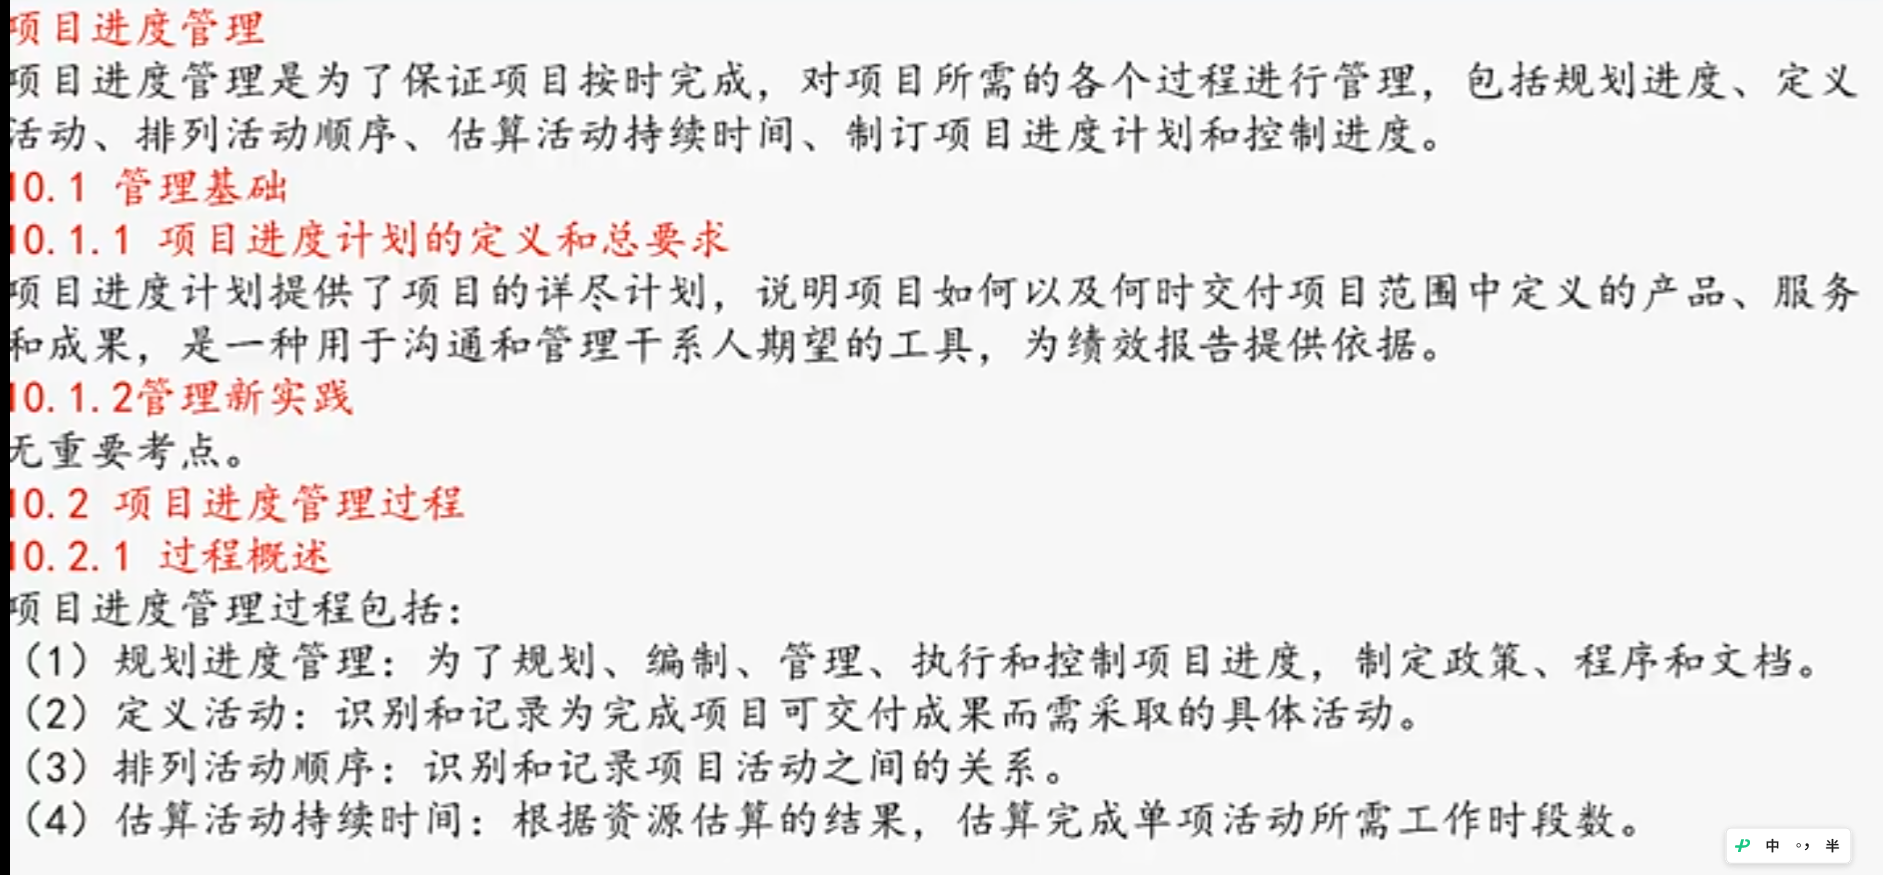 项目进度管理
项目进度管理是为了保证项目按时完成，对项目所需的各个过程进行管理，包括规划进度、定义
活动、排列活动顺序、估算活动持续时间、制订项目进度计划和控制进度。
10.1 管理基础
10.1.1 项目进度计划的定义和总要求
项目进度计划提供了项目的详尽计划，说明项目如何以及何时交付项目范围中定义的产品、服务
和成果，是一种用于沟通和管理干系人期望的工具，为绩效报告提供依据。
10.1.2管理新实践
无重要考点。
10.2 项目进度管理过程
10.2.1 过程概述
项目进度管理过程包括：
（1）规划进度管理：为了规划、编制、管理、执行和控制项目进度，制定政策、程序和文档。
（2）定义活动：识别和记录为完成项目可交付成果而需采取的具体活动。
（3）排列活动顺序：识别和记录项目活动之间的关系。
（4）估算活动持续时间：根据资源估算的结果，估算完成单项活动所需工作时段数。
中 °， 半